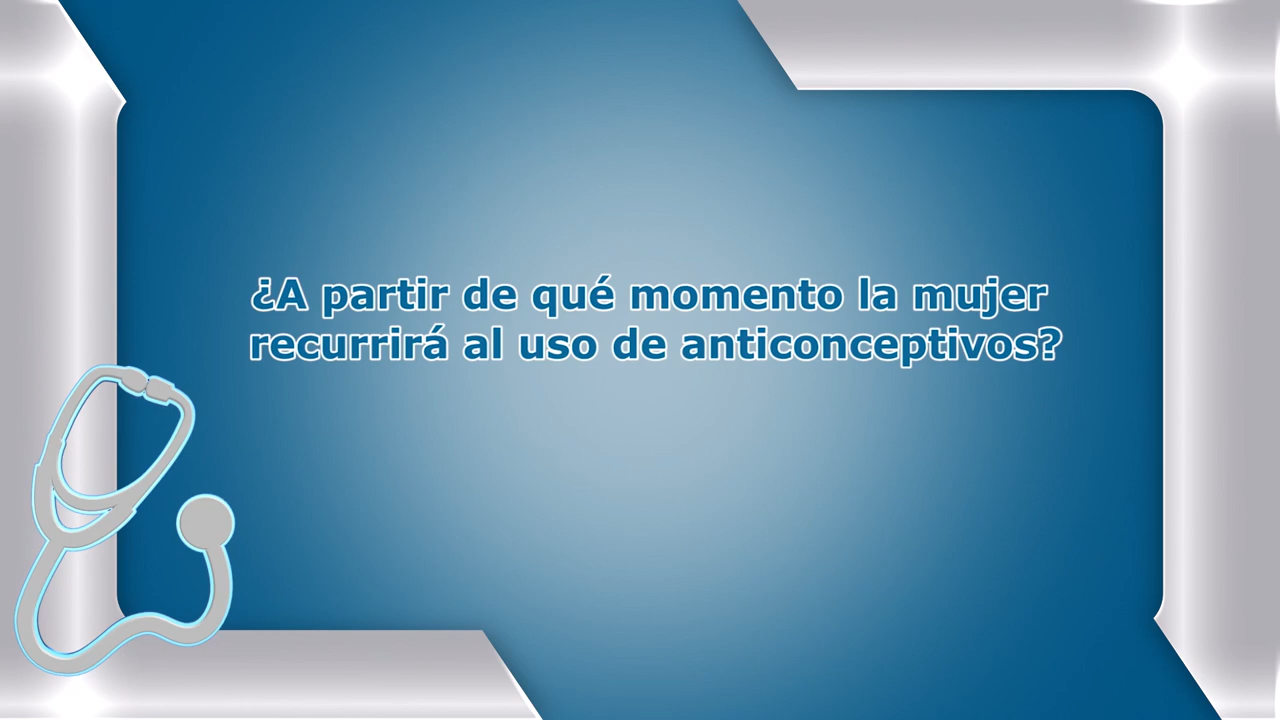 ¿A partir de qué momento la mujer
recurrirá al uso de anticonceptivos?